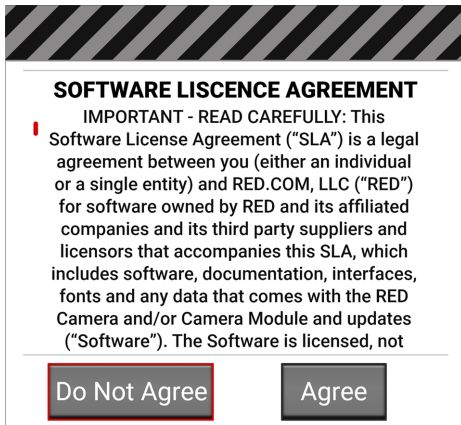 SOFTWARE LISCENCE AGREEMENT
IMPORTANT - READ CAREFULLY: This
Software License Agreement (“SLA”) is a legal
agreement between you (either an individual
or a single entity) and RED.COM, LLC (“RED”)
for software owned by RED and its affiliated
companies and its third party suppliers and
licensors that accompanies this SLA, which
includes software, documentation, interfaces,
fonts and any data that comes with the RED
Camera and/or Camera Module and updates
(“Software”). The Software is licensed, not
Do Not Agree
Agree